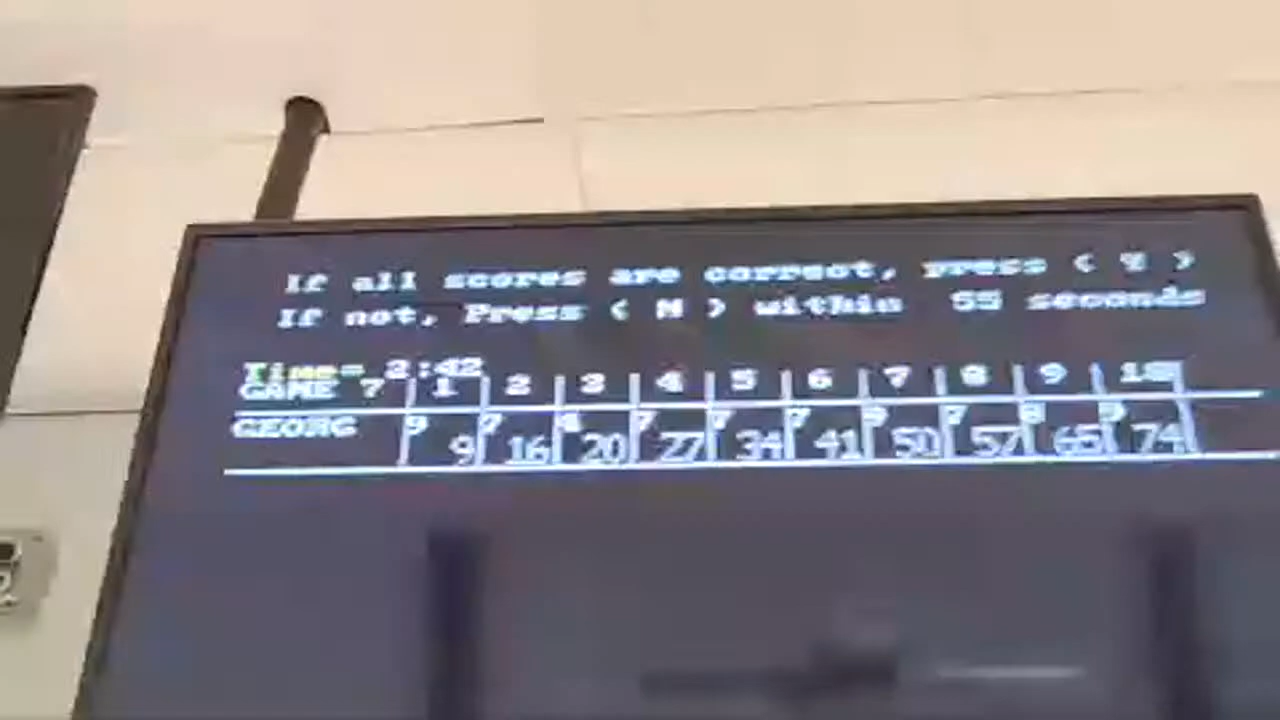 If all scores are correct, press < Y >
If not, Press < N > within 55 seconds
Time= 2:42
GAME 7 1 2 3 4 5 6 7 8 9 10
GEORG 9 7 4 7 7 7 9 7 8 9
9 16 20 27 34 41 50 57 65 74